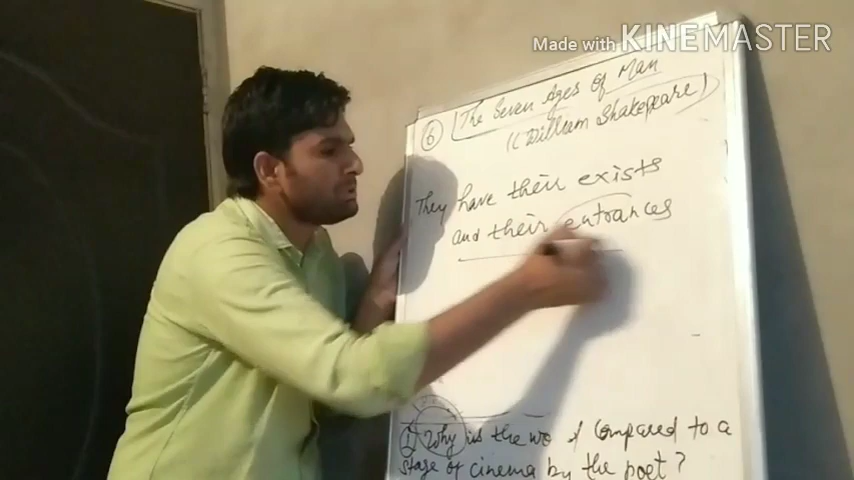 Made with KINEMASTER
6 The Seven Ages of Man
(William Shakespeare)
They have their exists
and their entrances
1 Why is the compared to a
stage of cinema by the poet?